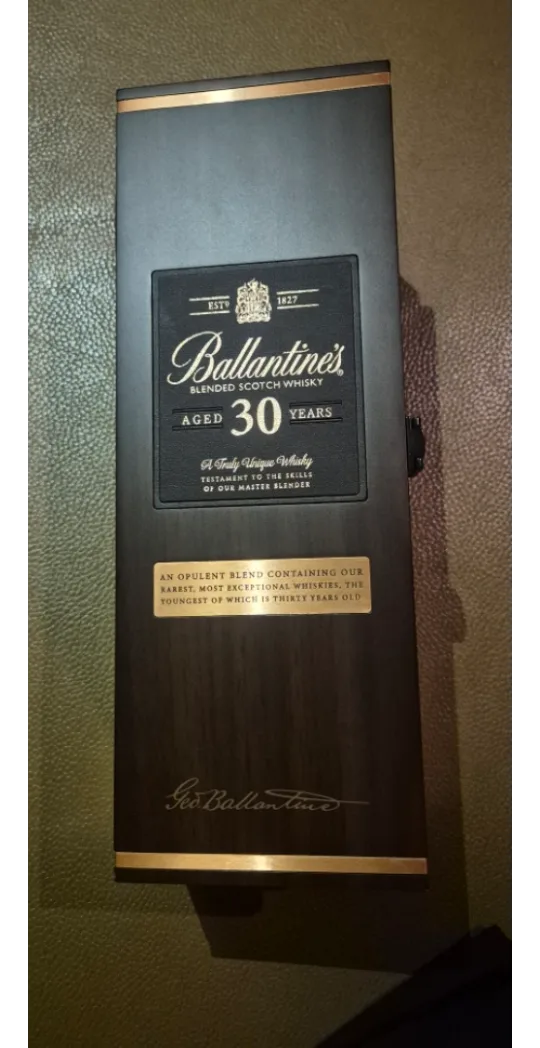 ESTD 1827
Ballantine's
BLENDED SCOTCH WHISKY
AGED 30 YEARS
A Truly Unique Whisky
TESTAMENT TO THE SKILLS
OF OUR MASTER BLENDER
AN OPULENT BLEND CONTAINING OUR
RAREST, MOST EXCEPTIONAL WHISKIES, THE
YOUNGEST OF WHICH IS THIRTY YEARS OLD
Geo. Ballantine